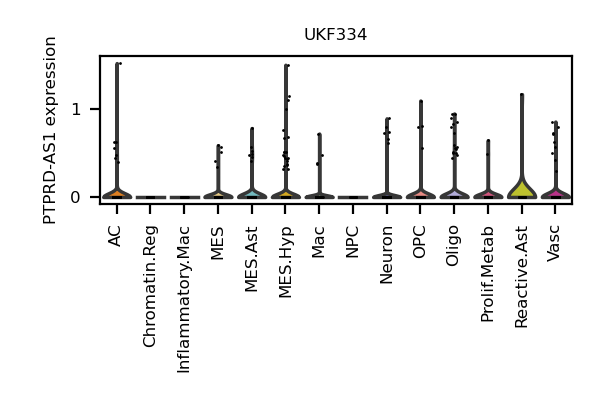 UKF334
PTPRD-AS1 expression
1
0
AC
Chromatin.Reg
Inflammatory.Mac
MES
MES.Ast
MES.Hyp
Mac
NPC
Neuron
OPC
Oligo
Prolif.Metab
Reactive.Ast
Vasc